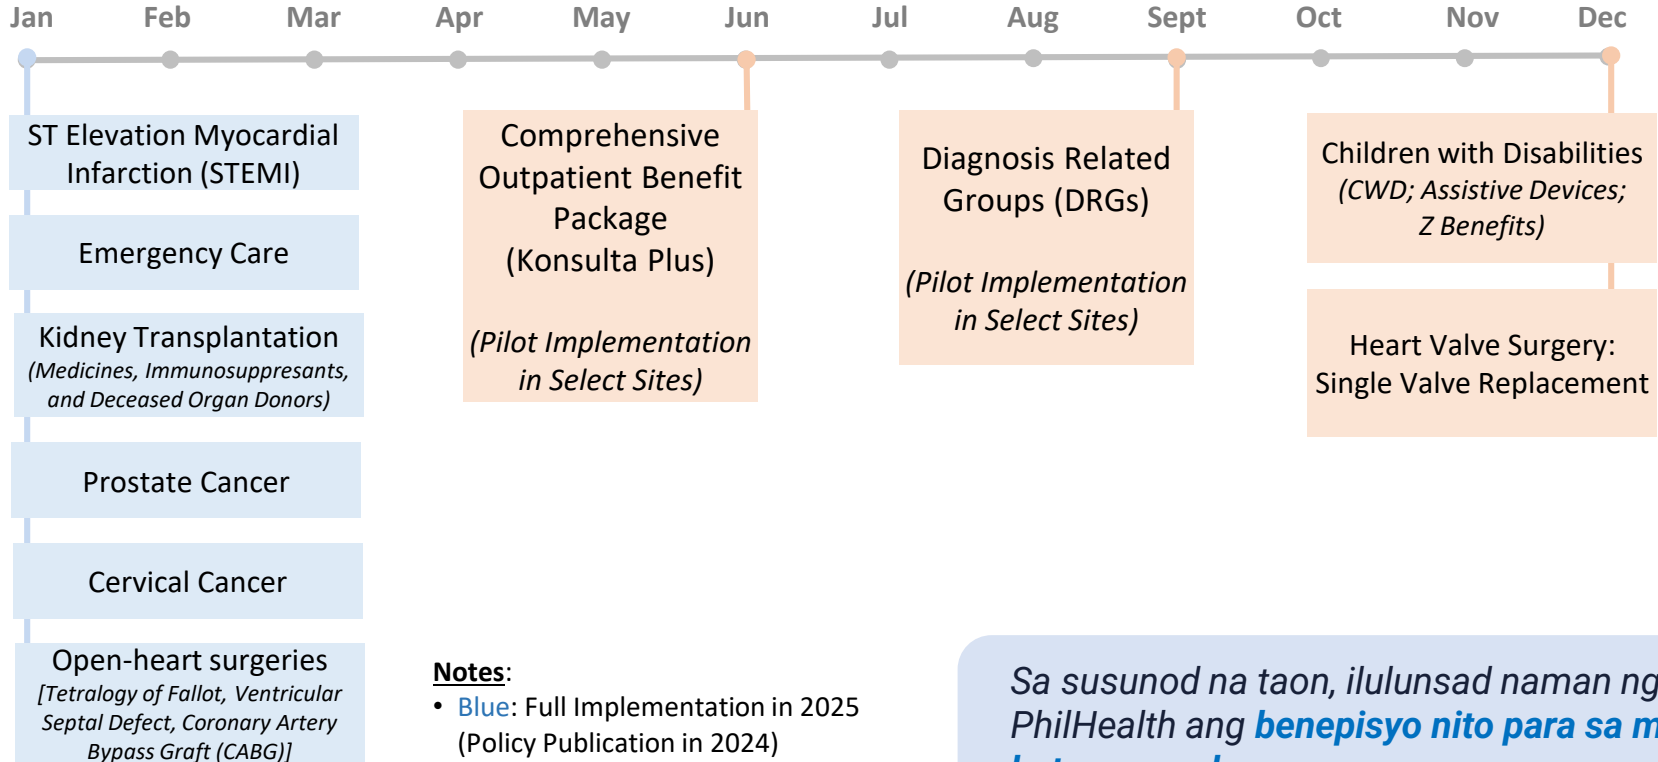 Jan Feb Mar Apr May Jun Jul Aug Sept Oct Nov Dec
ST Elevation Myocardial
Infarction (STEMI)
Emergency Care
Kidney Transplantation
(Medicines, Immunosuppresants,
and Deceased Organ Donors)
Prostate Cancer
Cervical Cancer
Open-heart surgeries
[Tetralogy of Fallot, Ventricular
Septal Defect, Coronary Artery
Bypass Graft (CABG)]
Comprehensive
Outpatient Benefit
Package
(Konsulta Plus)
(Pilot Implementation
in Select Sites)
Diagnosis Related
Groups (DRGs)
(Pilot Implementation
in Select Sites)
Children with Disabilities
(CWD; Assistive Devices;
Z Benefits)
Heart Valve Surgery:
Single Valve Replacement
Notes:
• Blue: Full Implementation in 2025
(Policy Publication in 2024)
Sa susunod na taon, ilulunsad naman ng
PhilHealth ang benepisyo nito para sa